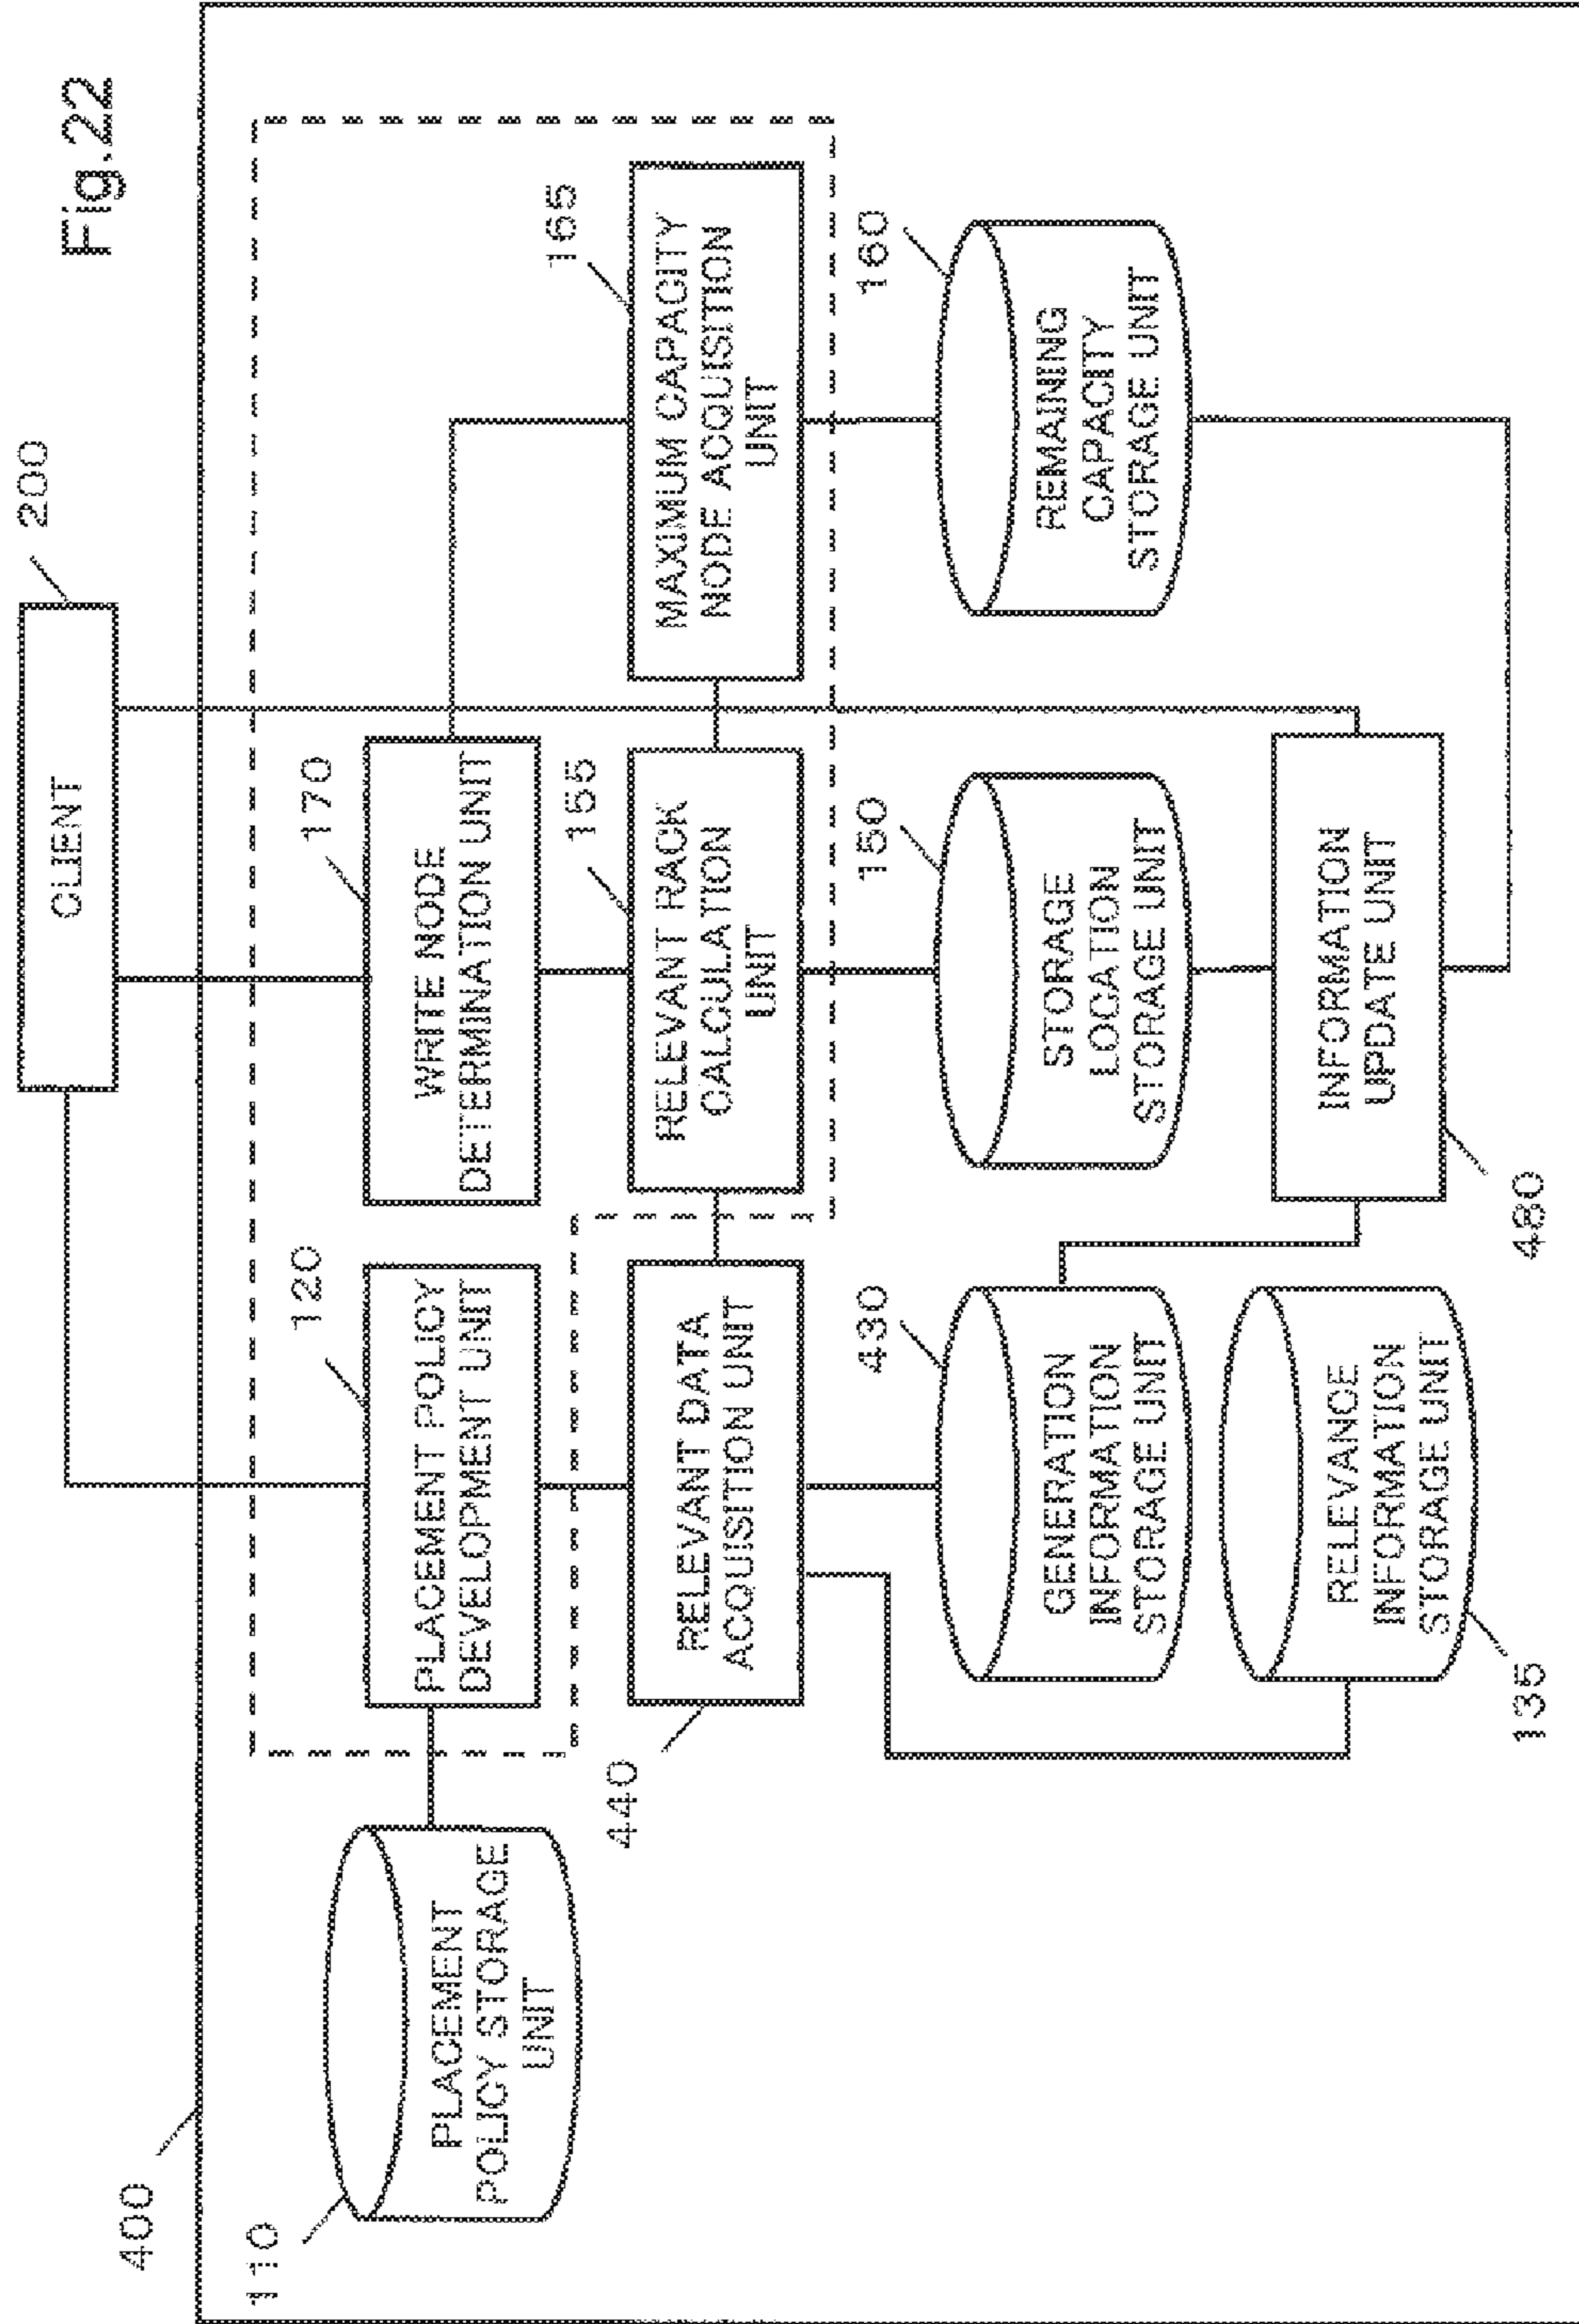 Fig.22
200
CLIENT
400
110
PLACEMENT
POLICY STORAGE
UNIT
120
PLACEMENT POLICY
DEVELOPMENT UNIT
170
WRITE NODE
DETERMINATION UNIT
440
RELEVANT DATA
ACQUISITION UNIT
155
RELEVANT RACK
CALCULATION
UNIT
165
MAXIMUM CAPACITY
NODE ACQUISITION
UNIT
430
GENERATION
INFORMATION
STORAGE UNIT
150
STORAGE
LOCATION
STORAGE UNIT
160
REMAINING
CAPACITY
STORAGE UNIT
RELEVANCE
INFORMATION
STORAGE UNIT
135
INFORMATION
UPDATE UNIT
480